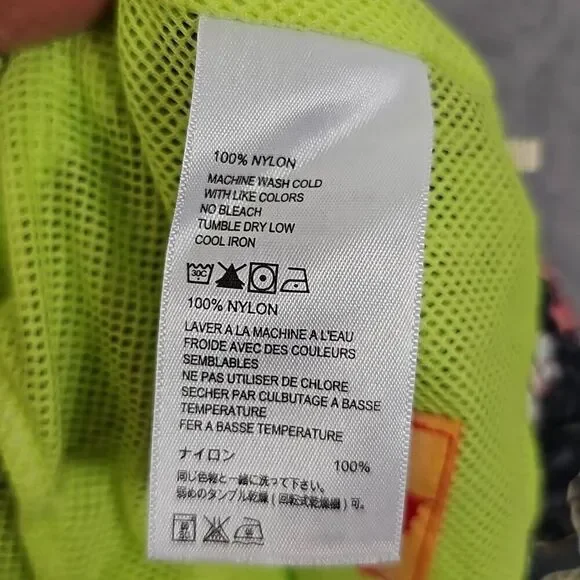 100% NYLON
MACHINE WASH COLD
WITH LIKE COLORS
NO BLEACH
TUMBLE DRY LOW
COOL IRON
30C
100% NYLON
LAVER A LA MACHINE A L'EAU
FROIDE AVEC DES COULEURS
SEMBLABLES
NE PAS UTILISER DE CHLORE
SECHER PAR CULBUTAGE A BASSE
TEMPERATURE
FER A BASSE TEMPERATURE
ナイロン 100%
同じ色物と一緒に洗って下さい。
弱めのタンブル乾燥(回転式乾燥)可。